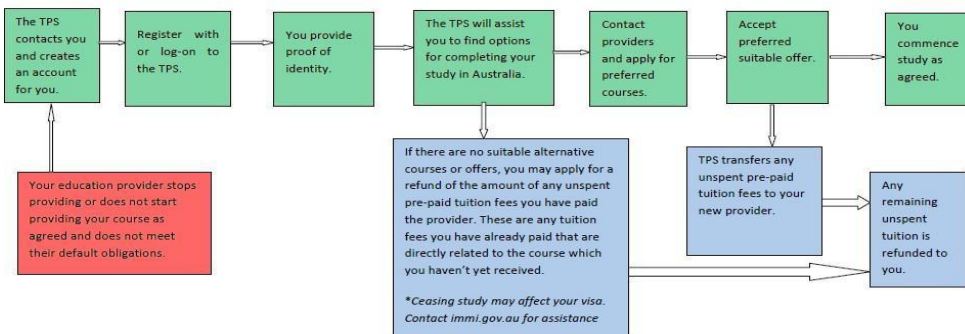 The TPS
contacts you
and creates
an account
for you.
Register with
or log-on to
the TPS.
You provide
proof of
identity.
The TPS will assist
you to find options
for completing your
study in Australia.
Contact
providers
and apply for
preferred
courses.
Accept
preferred
suitable offer.
You
commence
study as
agreed.
Your education provider stops
providing or does not start
providing your course as
agreed and does not meet
their default obligations.
If there are no suitable alternative
courses or offers, you may apply for a
refund of the amount of any unspent
pre-paid tuition fees you have paid
the provider. These are any tuition
fees you have already paid that are
directly related to the course which
you haven't yet received.
*Ceasing study may affect your visa.
Contact immi.gov.au for assistance
TPS transfers any
unspent pre-paid
tuition fees to your
new provider.
Any
remaining
unspent
tuition is
refunded to
you.